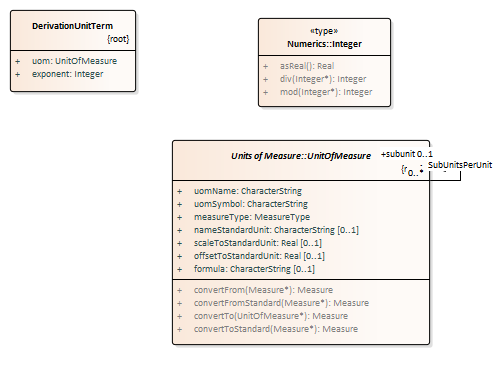 DerivationUnitTerm
{root}
+ uom: UnitOfMeasure
+ exponent: Integer
«type»
Numerics::Integer
+ asReal(): Real
+ div(Integer*): Integer
+ mod(Integer*): Integer
Units of Measure::UnitOfMeasure
+subunit 0..1
{r
0..*
SubUnitsPerUnit
+ uomName: CharacterString
+ uomSymbol: CharacterString
+ measureType: MeasureType
+ nameStandardUnit: CharacterString [0..1]
+ scaleToStandardUnit: Real [0..1]
+ offsetToStandardUnit: Real [0..1]
+ formula: CharacterString [0..1]
+ convertFrom(Measure*): Measure
+ convertFromStandard(Measure*): Measure
+ convertTo(UnitOfMeasure*): Measure
+ convertToStandard(Measure*): Measure